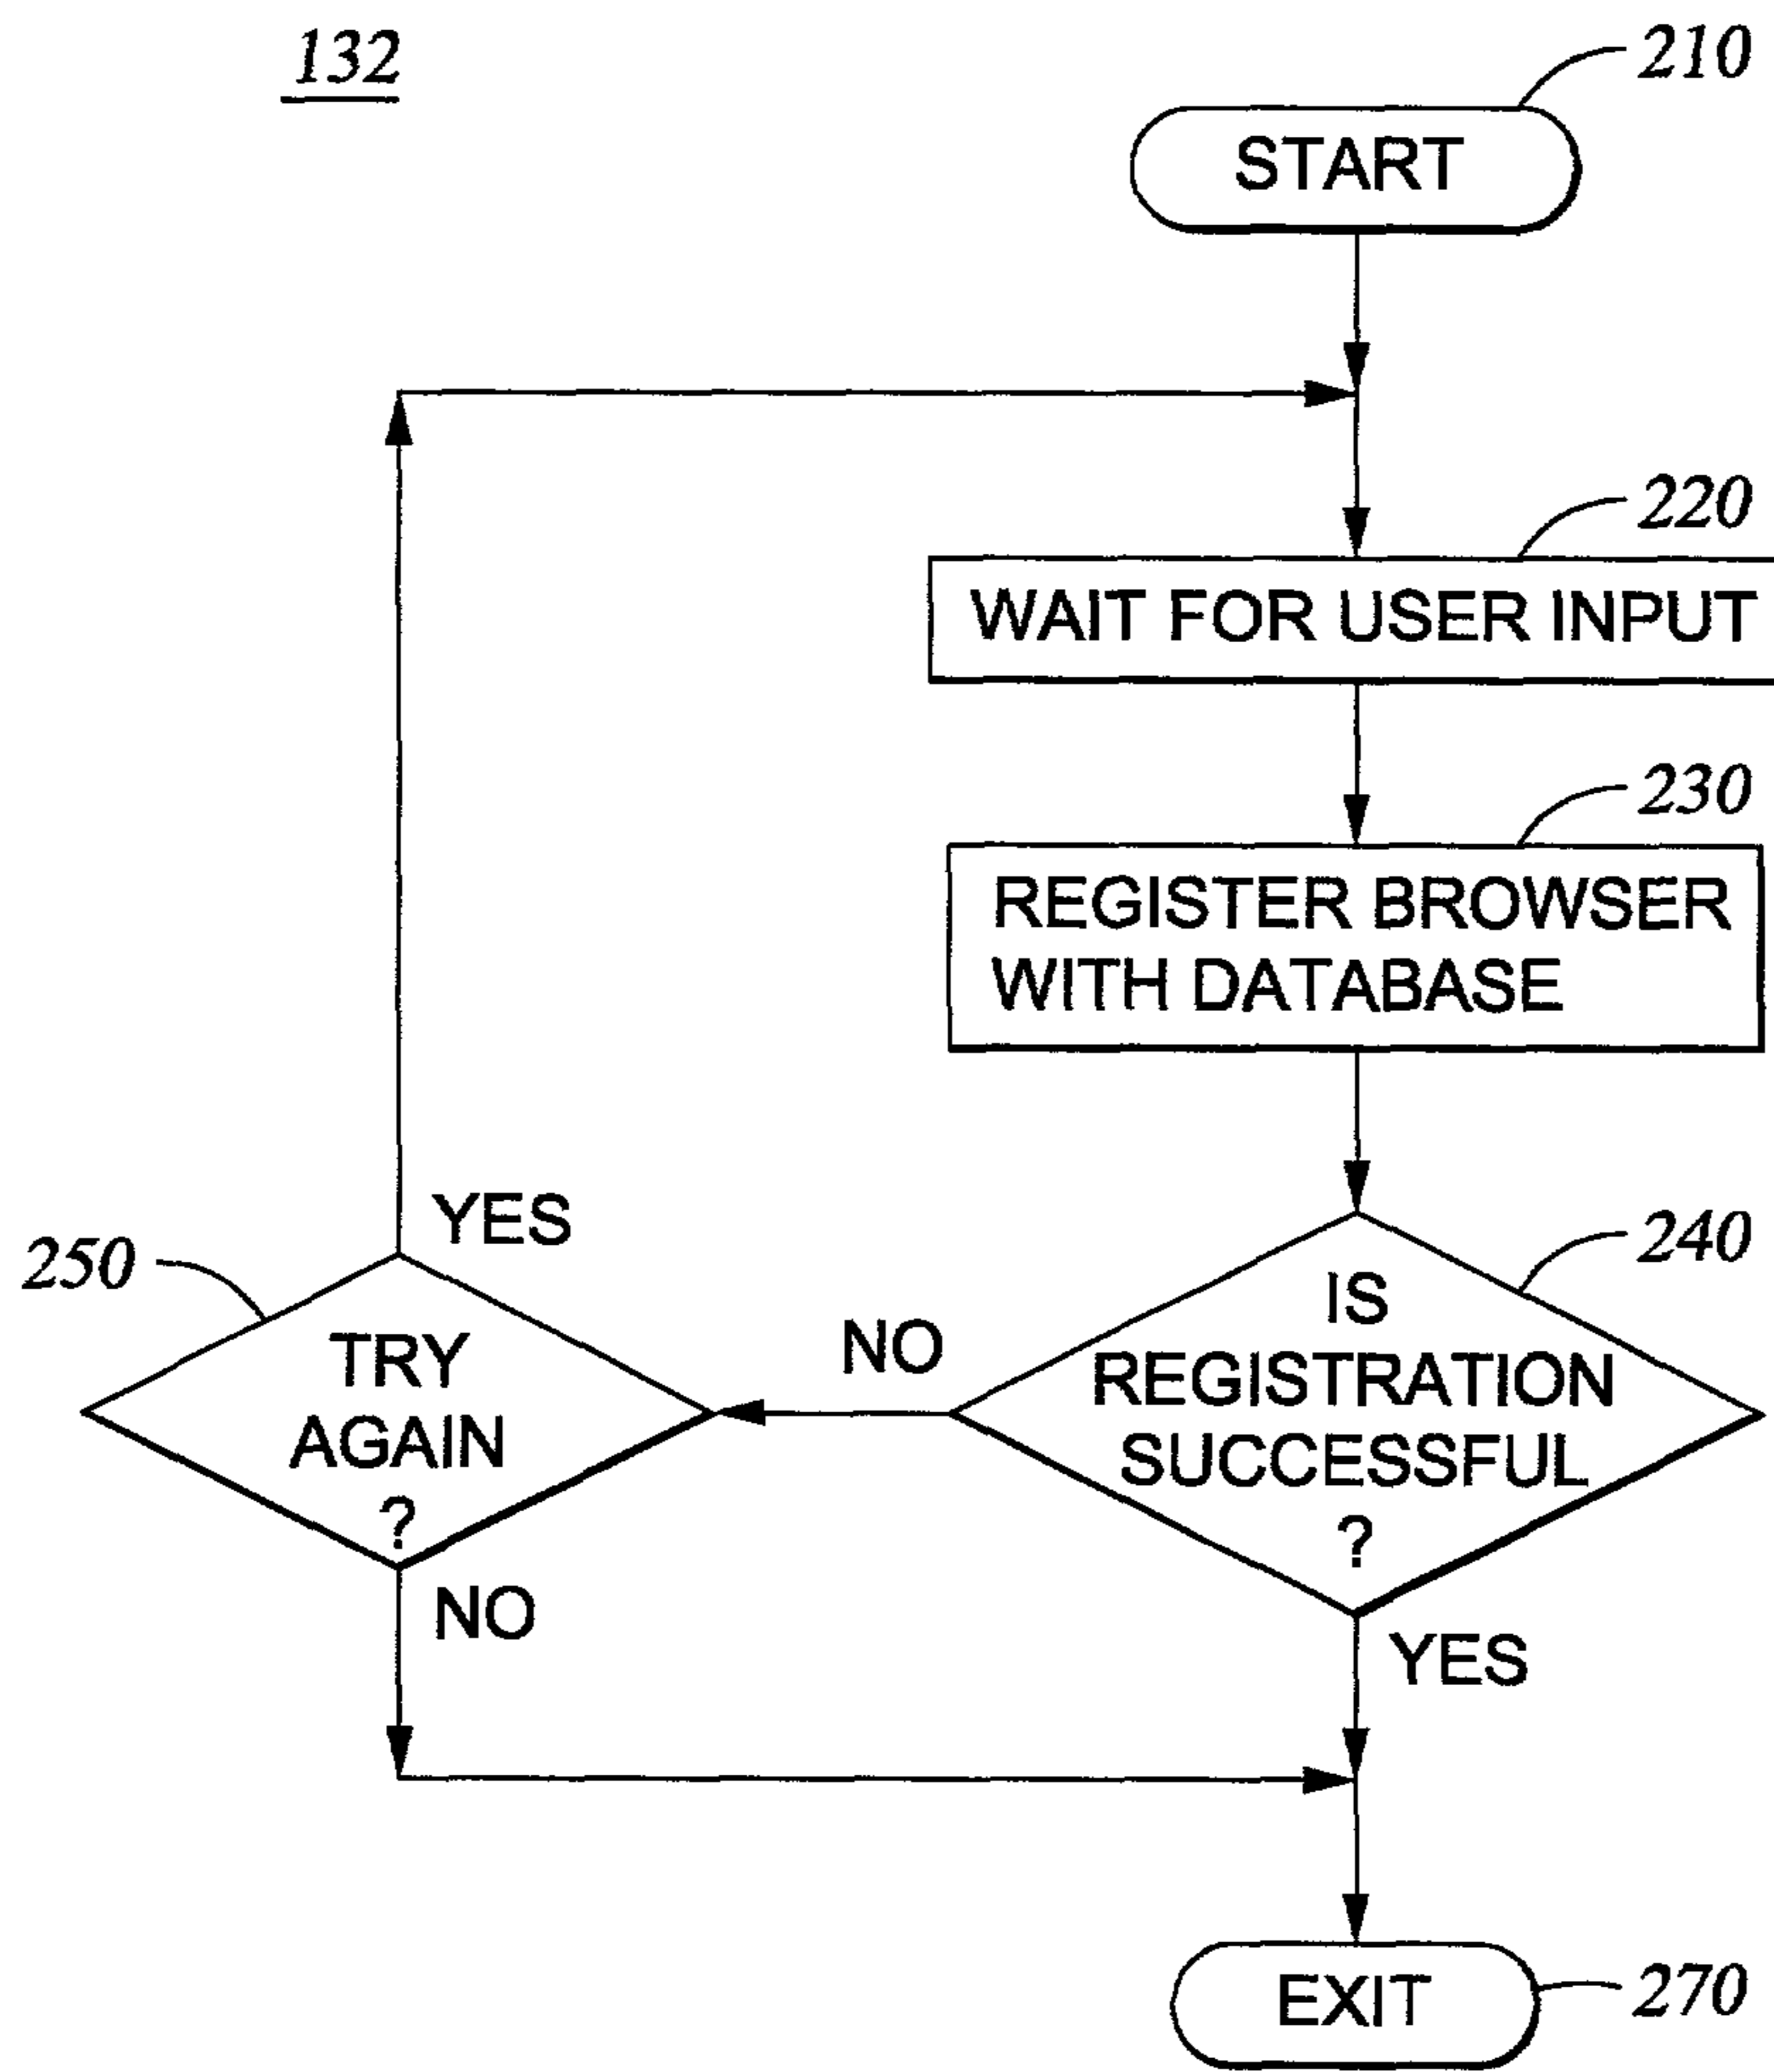 132
210
START
220
WAIT FOR USER INPUT
230
REGISTER BROWSER
WITH DATABASE
YES
250
TRY
AGAIN
?
NO
NO
240
IS
REGISTRATION
SUCCESSFUL
?
YES
EXIT
270